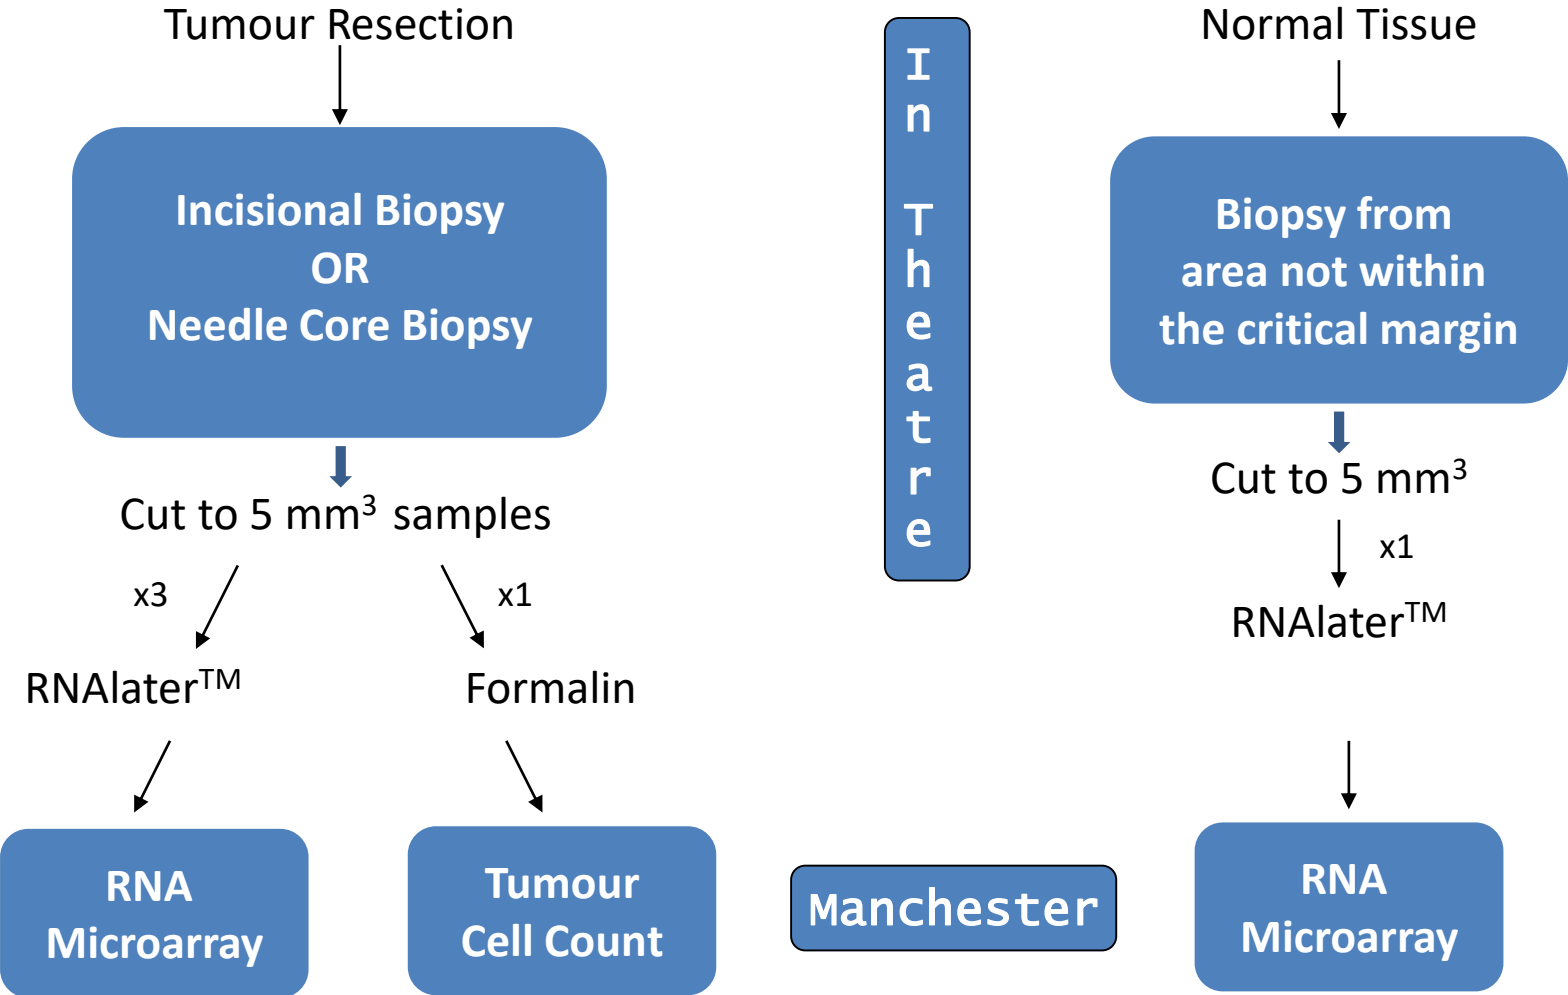 Tumour Resection
Incisional Biopsy
OR
Needle Core Biopsy
Cut to 5 mm³ samples
x3
x1
RNAlater™
Formalin
RNA
Microarray
Tumour
Cell Count
In Theatre
Manchester
Normal Tissue
Biopsy from
area not within
the critical margin
Cut to 5 mm³
x1
RNAlater™
RNA
Microarray